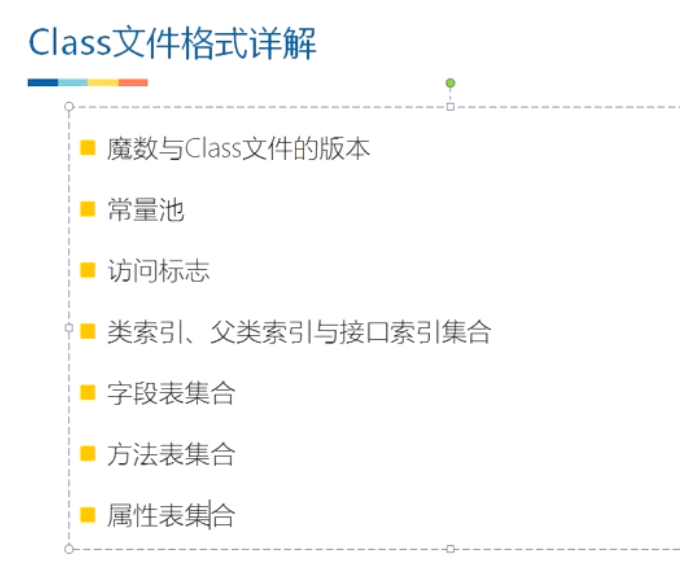 Class文件格式详解
魔数与Class文件的版本
常量池
访问标志
类索引、父类索引与接口索引集合
字段表集合
方法表集合
属性表集合